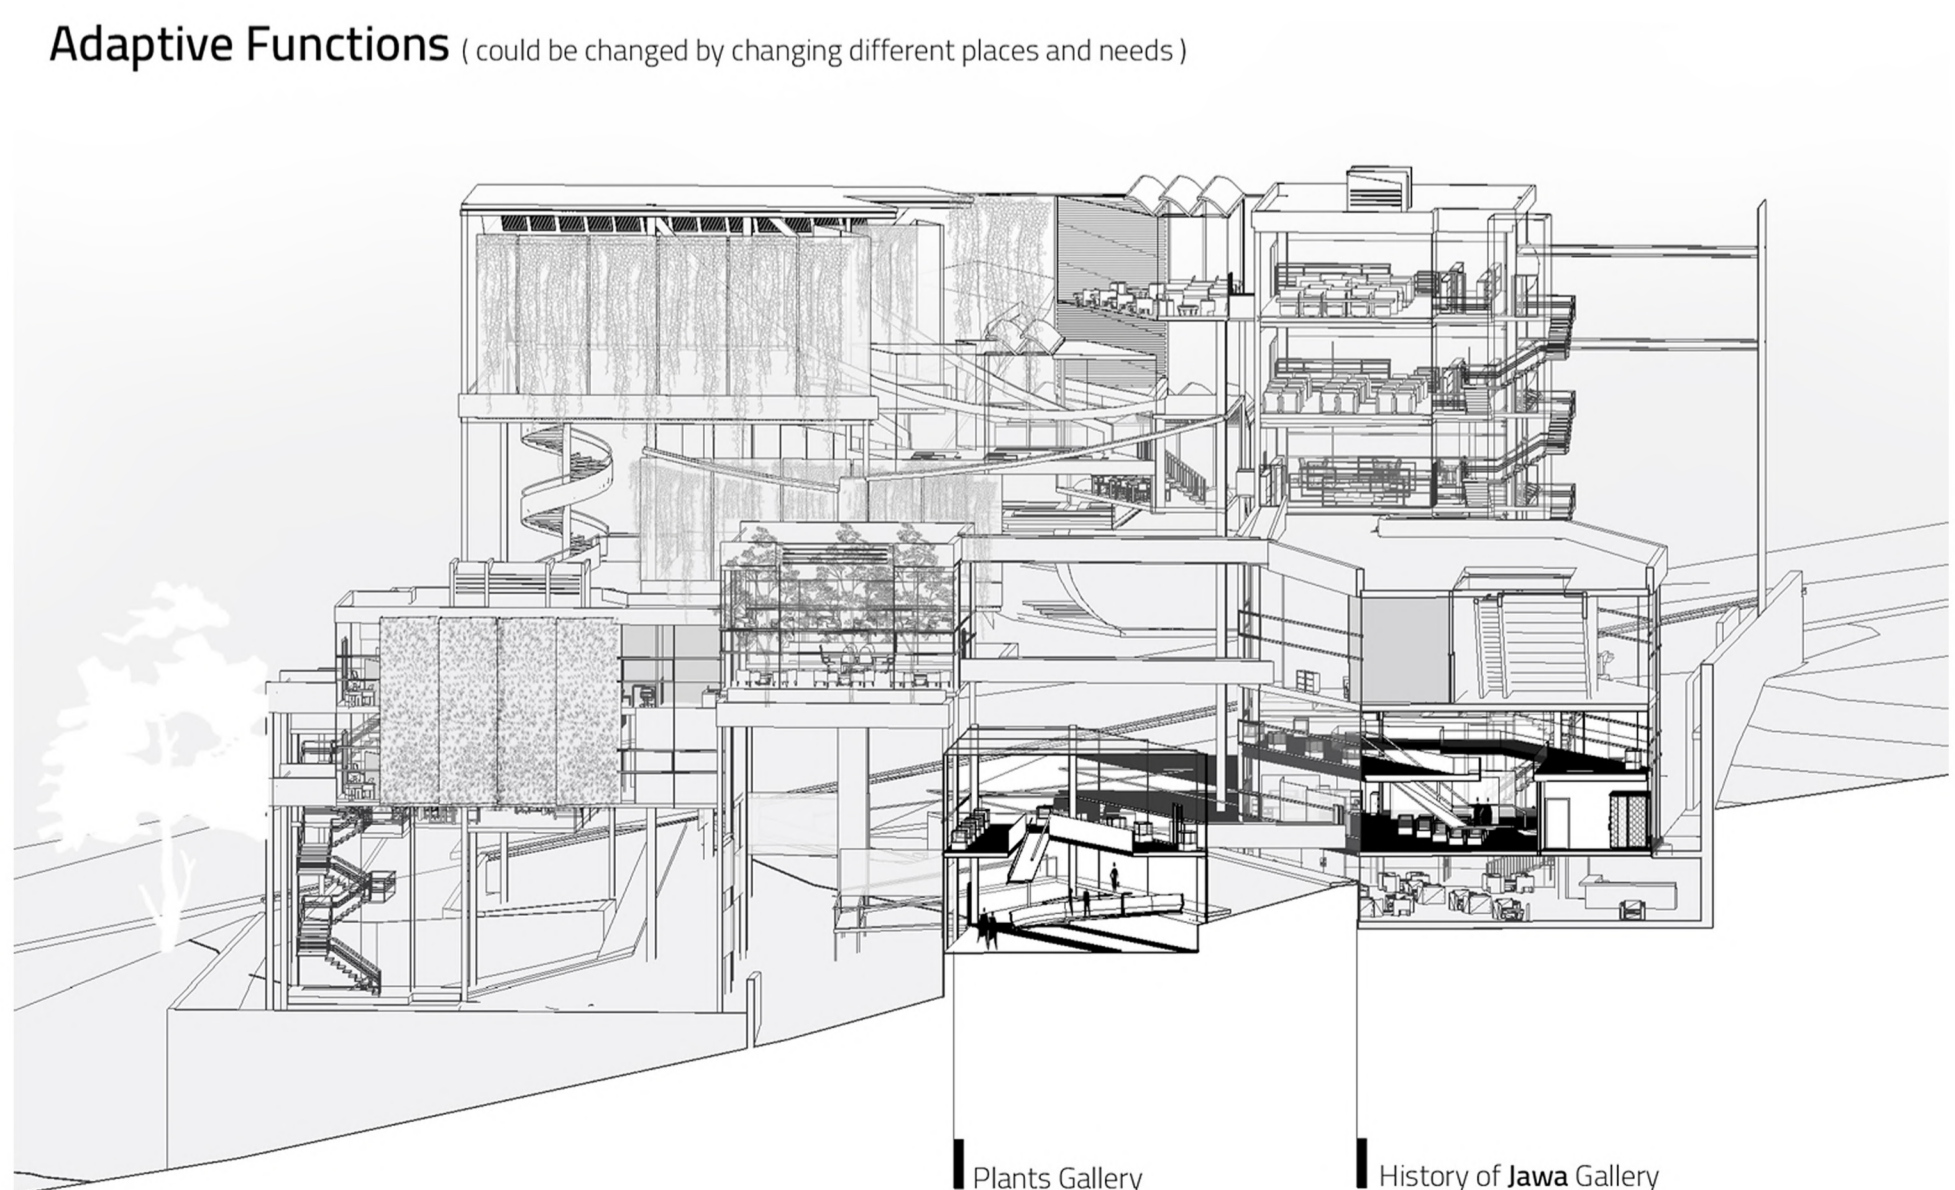 Adaptive Functions ( could be changed by changing different places and needs )
Plants Gallery
History of Jawa Gallery